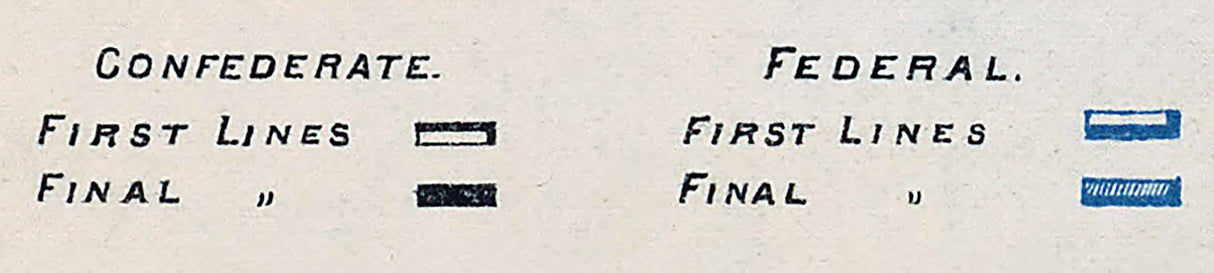 CONFEDERATE.
FIRST LINES
FINAL „
FEDERAL.
FIRST LINES
FINAL „